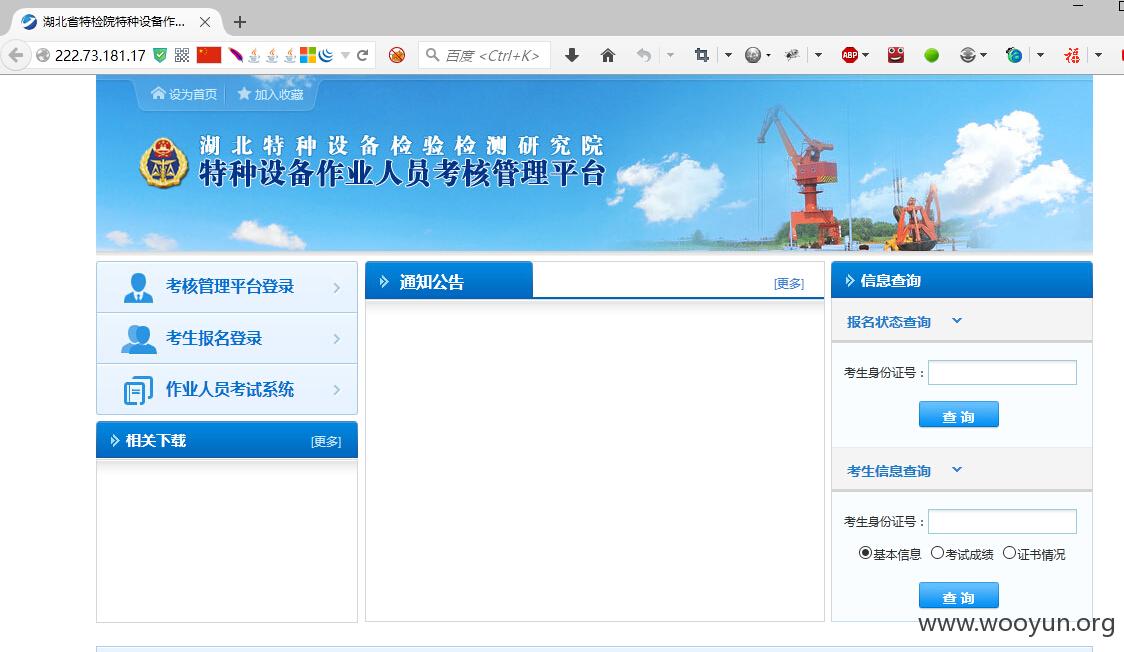 湖北省特检院特种设备作...
222.73.181.17
百度 <Ctrl+K>
ABP
福
设为首页
加入收藏
湖北特种设备检验检测研究院
特种设备作业人员考核管理平台
考核管理平台登录
考生报名登录
作业人员考试系统
相关下载
[更多]
通知公告
[更多]
信息查询
报名状态查询
考生身份证号：
查 询
考生信息查询
考生身份证号：
基本信息 考试成绩 证书情况
查 询
www.wooyun.org